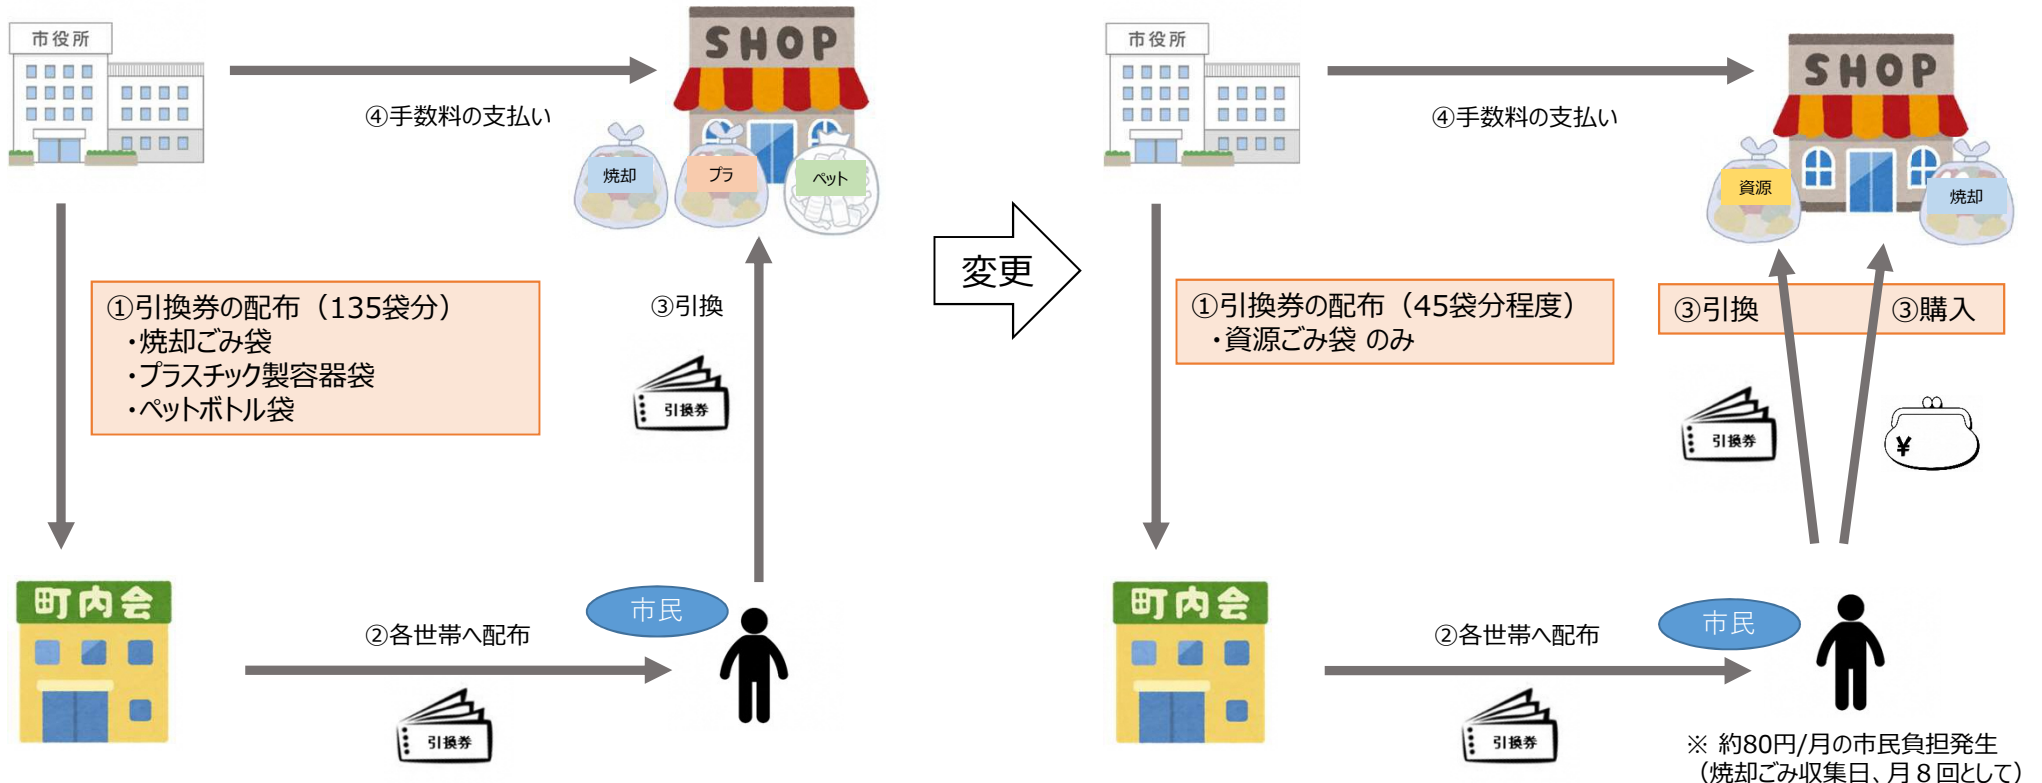 市役所
SHOP
④手数料の支払い
焼却
プラ
ペット
①引換券の配布（135袋分）
・焼却ごみ袋
・プラスチック製容器袋
・ペットボトル袋
③引換
引換券
町内会
②各世帯へ配布
市民
引換券
変更
市役所
SHOP
④手数料の支払い
資源
焼却
①引換券の配布（45袋分程度）
・資源ごみ袋 のみ
③引換
③購入
引換券
¥
町内会
②各世帯へ配布
市民
引換券
※ 約80円/月の市民負担発生
（焼却ごみ収集日、月８回として）